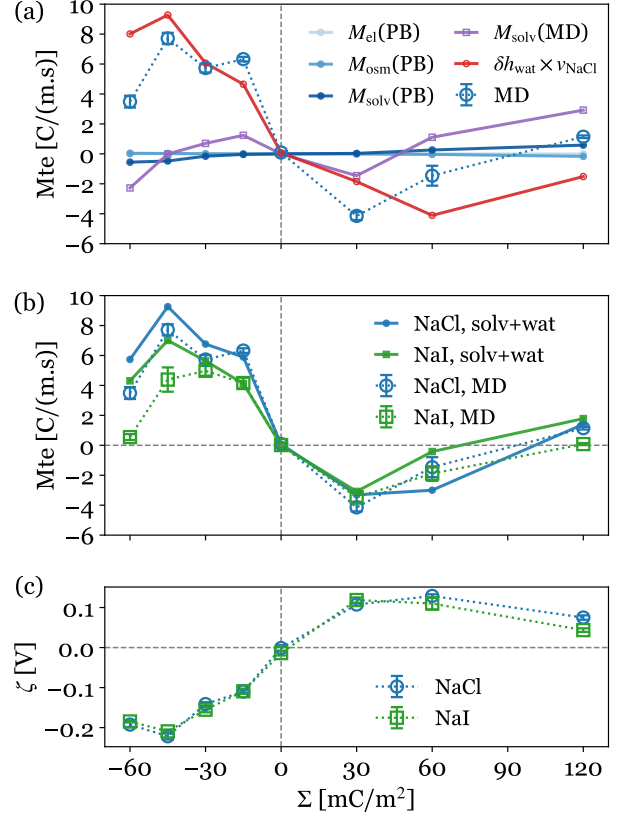 (a)
Mte [C/(m.s)]
10
8
6
4
2
0
−2
−4
−6
M_el(PB)
M_osm(PB)
M_solv(PB)
M_solv(MD)
δh_wat × v_NaCl
MD
(b)
Mte [C/(m.s)]
10
8
6
4
2
0
−2
−4
−6
NaCl, solv+wat
NaI, solv+wat
NaCl, MD
NaI, MD
(c)
ζ [V]
0.1
0.0
−0.1
−0.2
NaCl
NaI
−60 −30 0 30 60 90 120
Σ [mC/m²]